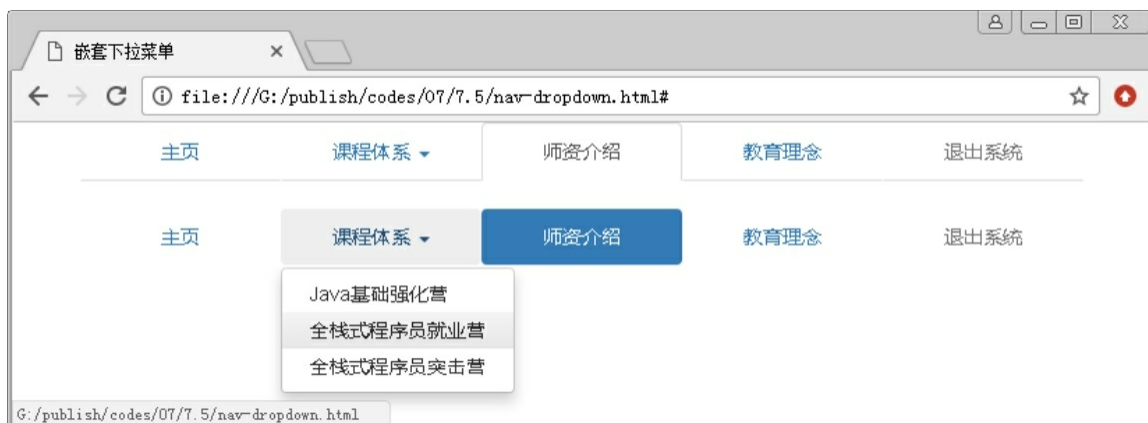 嵌套下拉菜单
file:///G:/publish/codes/07/7.5/nav-dropdown.html#
主页 课程体系 师资介绍 教育理念 退出系统
主页 课程体系 师资介绍 教育理念 退出系统
Java基础强化营
全栈式程序员就业营
全栈式程序员突击营
G:/publish/codes/07/7.5/nav-dropdown.html